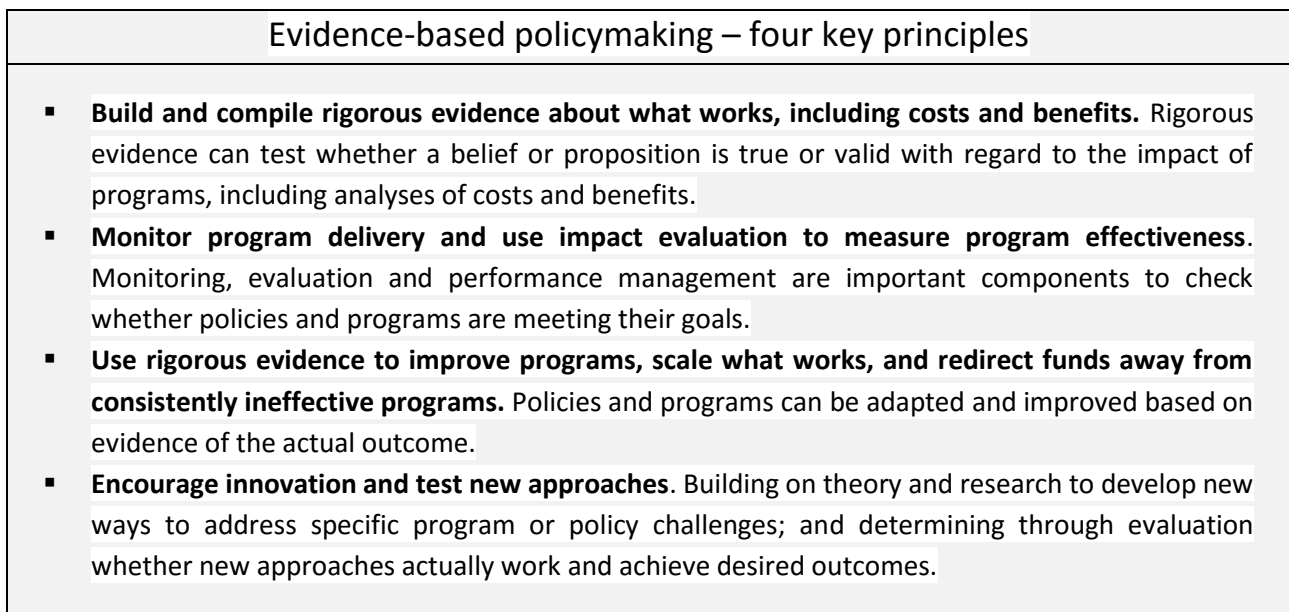 Evidence-based policymaking – four key principles
▪ Build and compile rigorous evidence about what works, including costs and benefits. Rigorous
evidence can test whether a belief or proposition is true or valid with regard to the impact of
programs, including analyses of costs and benefits.
▪ Monitor program delivery and use impact evaluation to measure program effectiveness.
Monitoring, evaluation and performance management are important components to check
whether policies and programs are meeting their goals.
▪ Use rigorous evidence to improve programs, scale what works, and redirect funds away from
consistently ineffective programs. Policies and programs can be adapted and improved based on
evidence of the actual outcome.
▪ Encourage innovation and test new approaches. Building on theory and research to develop new
ways to address specific program or policy challenges; and determining through evaluation
whether new approaches actually work and achieve desired outcomes.